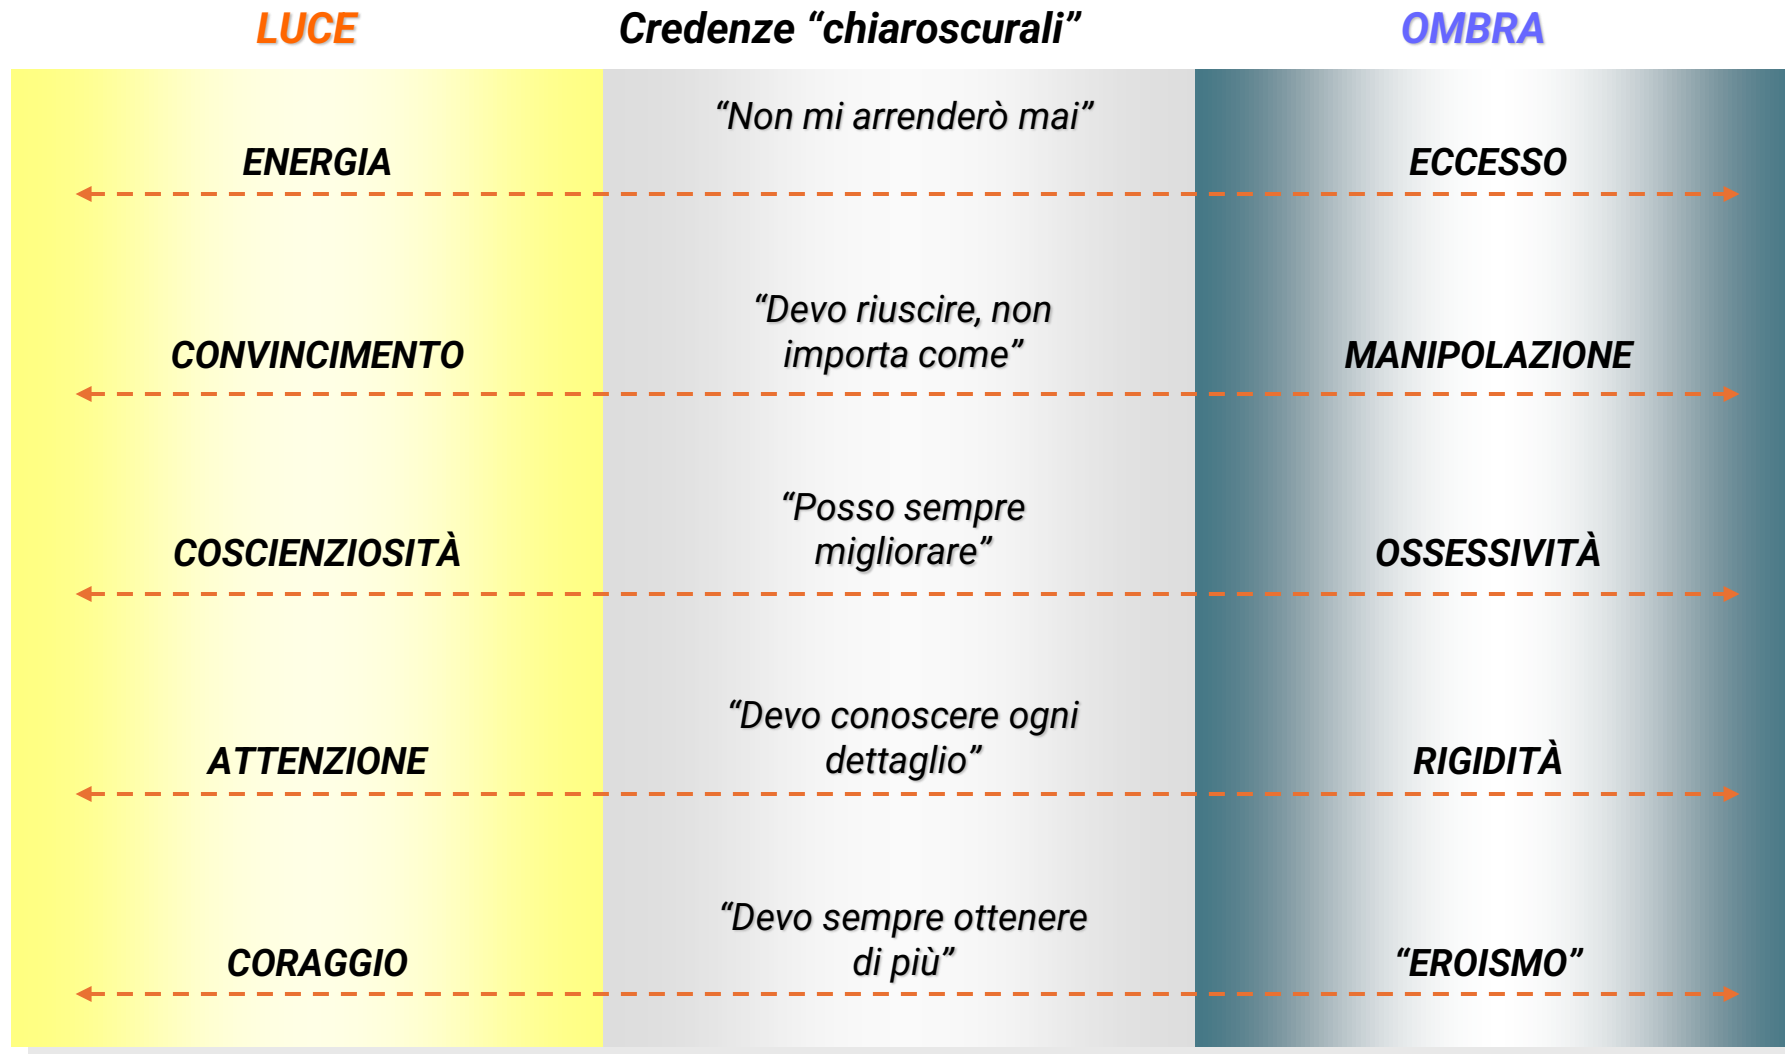 LUCE
Credenze “chiaroscurali”
OMBRA
“Non mi arrenderò mai”
ENERGIA
ECCESSO
“Devo riuscire, non
importa come”
CONVINCIMENTO
MANIPOLAZIONE
“Posso sempre
migliorare”
COSCIENZIOSITÀ
OSSESSIVITÀ
“Devo conoscere ogni
dettaglio”
ATTENZIONE
RIGIDITÀ
“Devo sempre ottenere
di più”
CORAGGIO
“EROISMO”